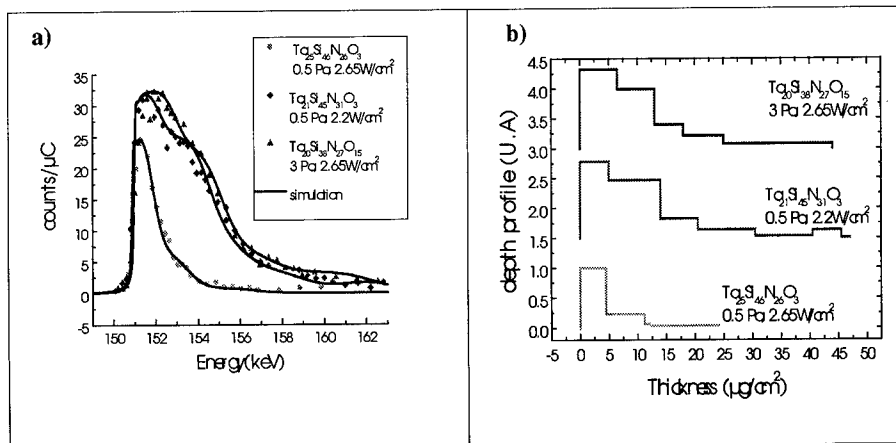 a)
Ta25Si46N26O3
0.5 Pa 2.65W/cm2
Ta21Si45N31O3
0.5 Pa 2.2W/cm2
Ta20Si38N27O15
3 Pa 2.65W/cm2
simulation
counts/µC
35
30
25
20
15
10
5
0
-5
150 152 154 156 158 160 162
Energy(keV)
b)
depth profile (U.A)
4.5
4.0
3.5
3.0
2.5
2.0
1.5
1.0
0.5
0.0
Ta20Si38N27O15
3 Pa 2.65W/cm2
Ta21Si45N31O3
0.5 Pa 2.2W/cm2
Ta25Si46N26O3
0.5 Pa 2.65W/cm2
-5 0 5 10 15 20 25 30 35 40 45 50
Thickness (µg/cm2)